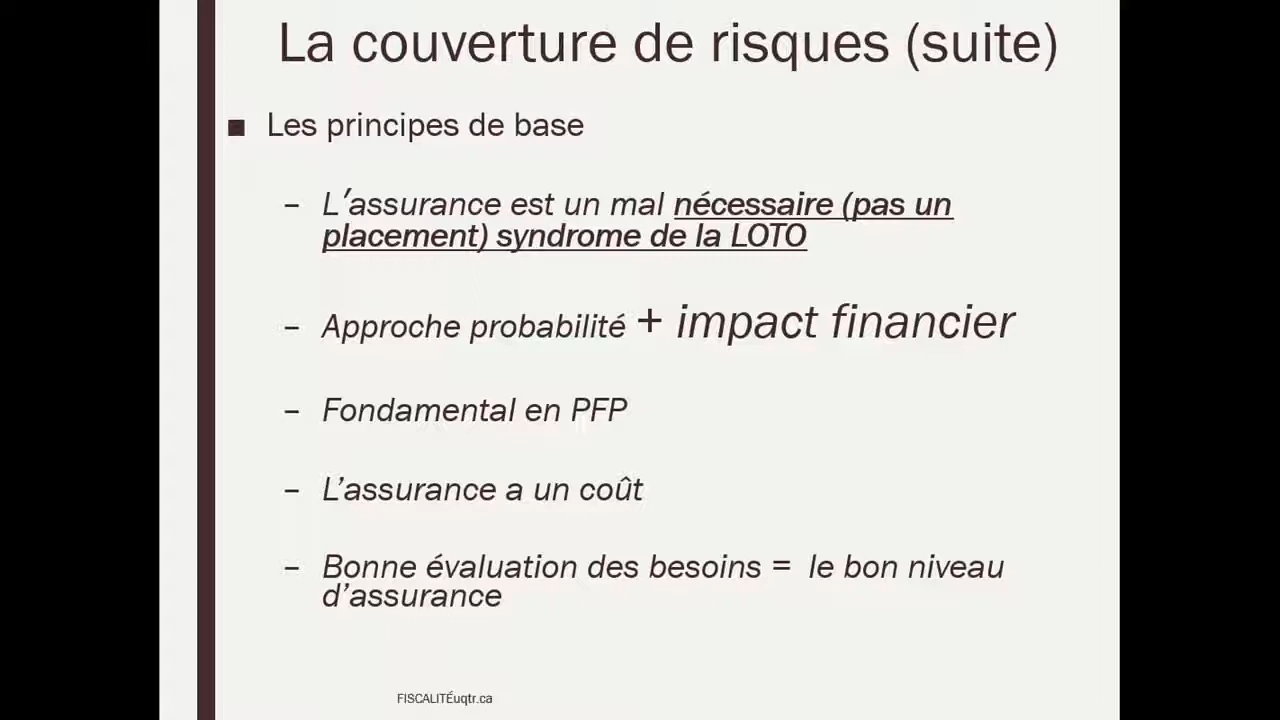 La couverture de risques (suite)
■ Les principes de base
– L’assurance est un mal nécessaire (pas un
placement) syndrome de la LOTO
– Approche probabilité + impact financier
– Fondamental en PFP
– L’assurance a un coût
– Bonne évaluation des besoins = le bon niveau
d’assurance
FISCALITÉuqtr.ca